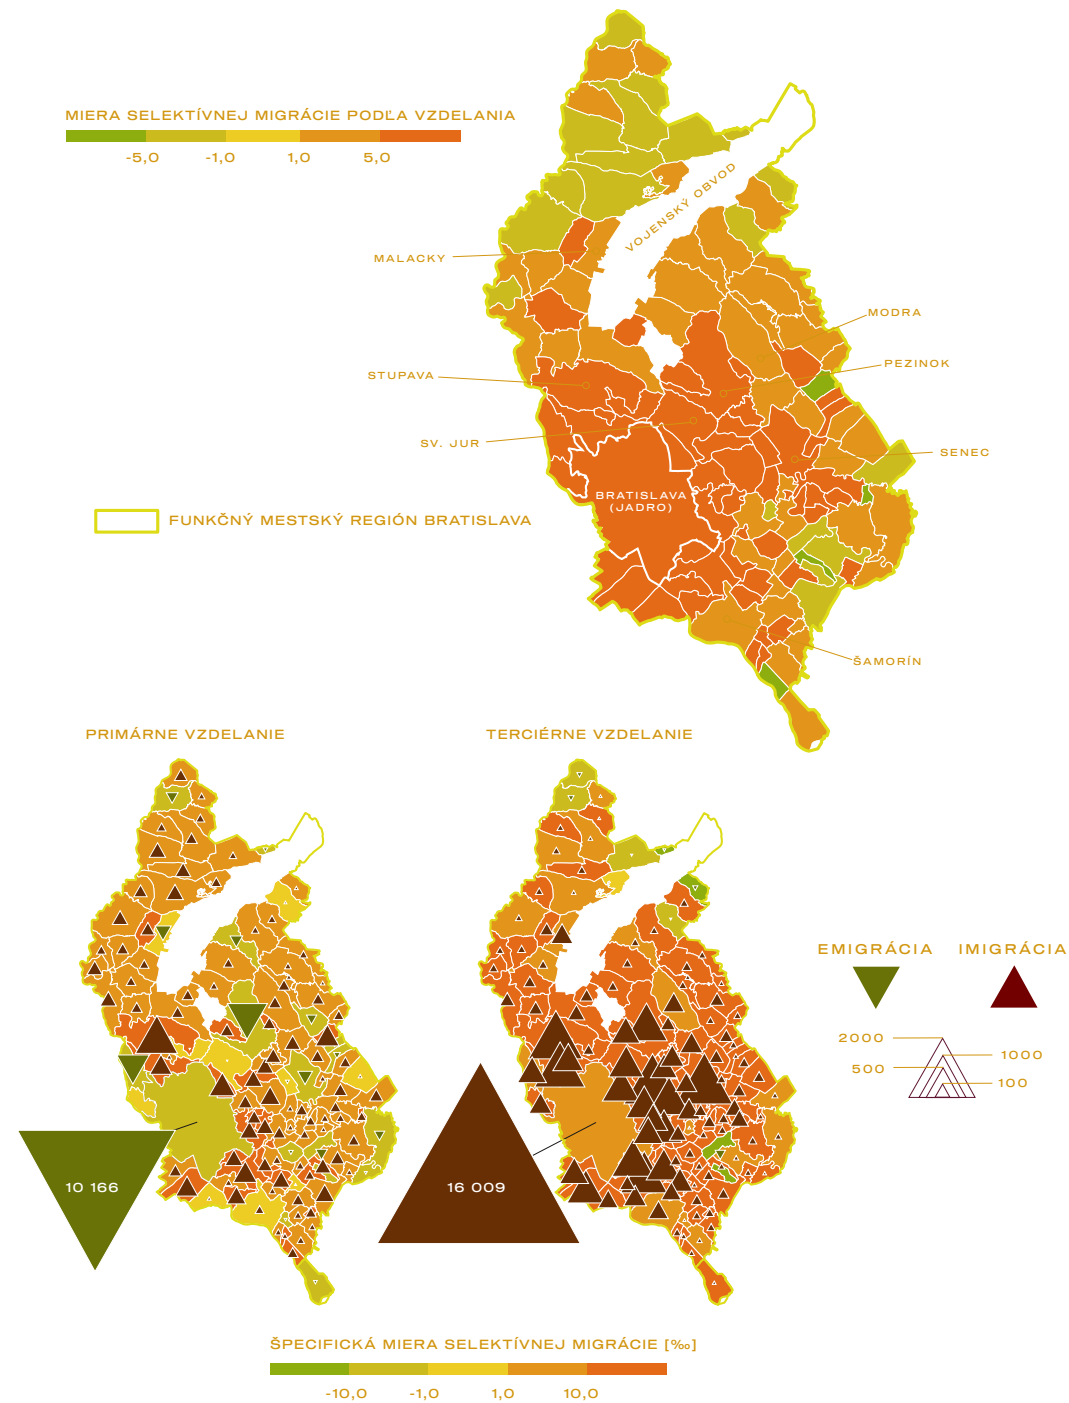 MIERA SELEKTÍVNEJ MIGRÁCIE PODĽA VZDELANIA
-5,0 -1,0 1,0 5,0
VOJENSKÝ OBVOD
MALACKY
MODRA
PEZINOK
STUPAVA
SV. JUR
SENEC
BRATISLAVA
(JADRO)
FUNKČNÝ MESTSKÝ REGIÓN BRATISLAVA
ŠAMORÍN
PRIMÁRNE VZDELANIE
TERCIÉRNE VZDELANIE
EMIGRÁCIA IMIGRÁCIA
2000
1000
500
100
10 166
16 009
ŠPECIFICKÁ MIERA SELEKTÍVNEJ MIGRÁCIE [‰]
-10,0 -1,0 1,0 10,0